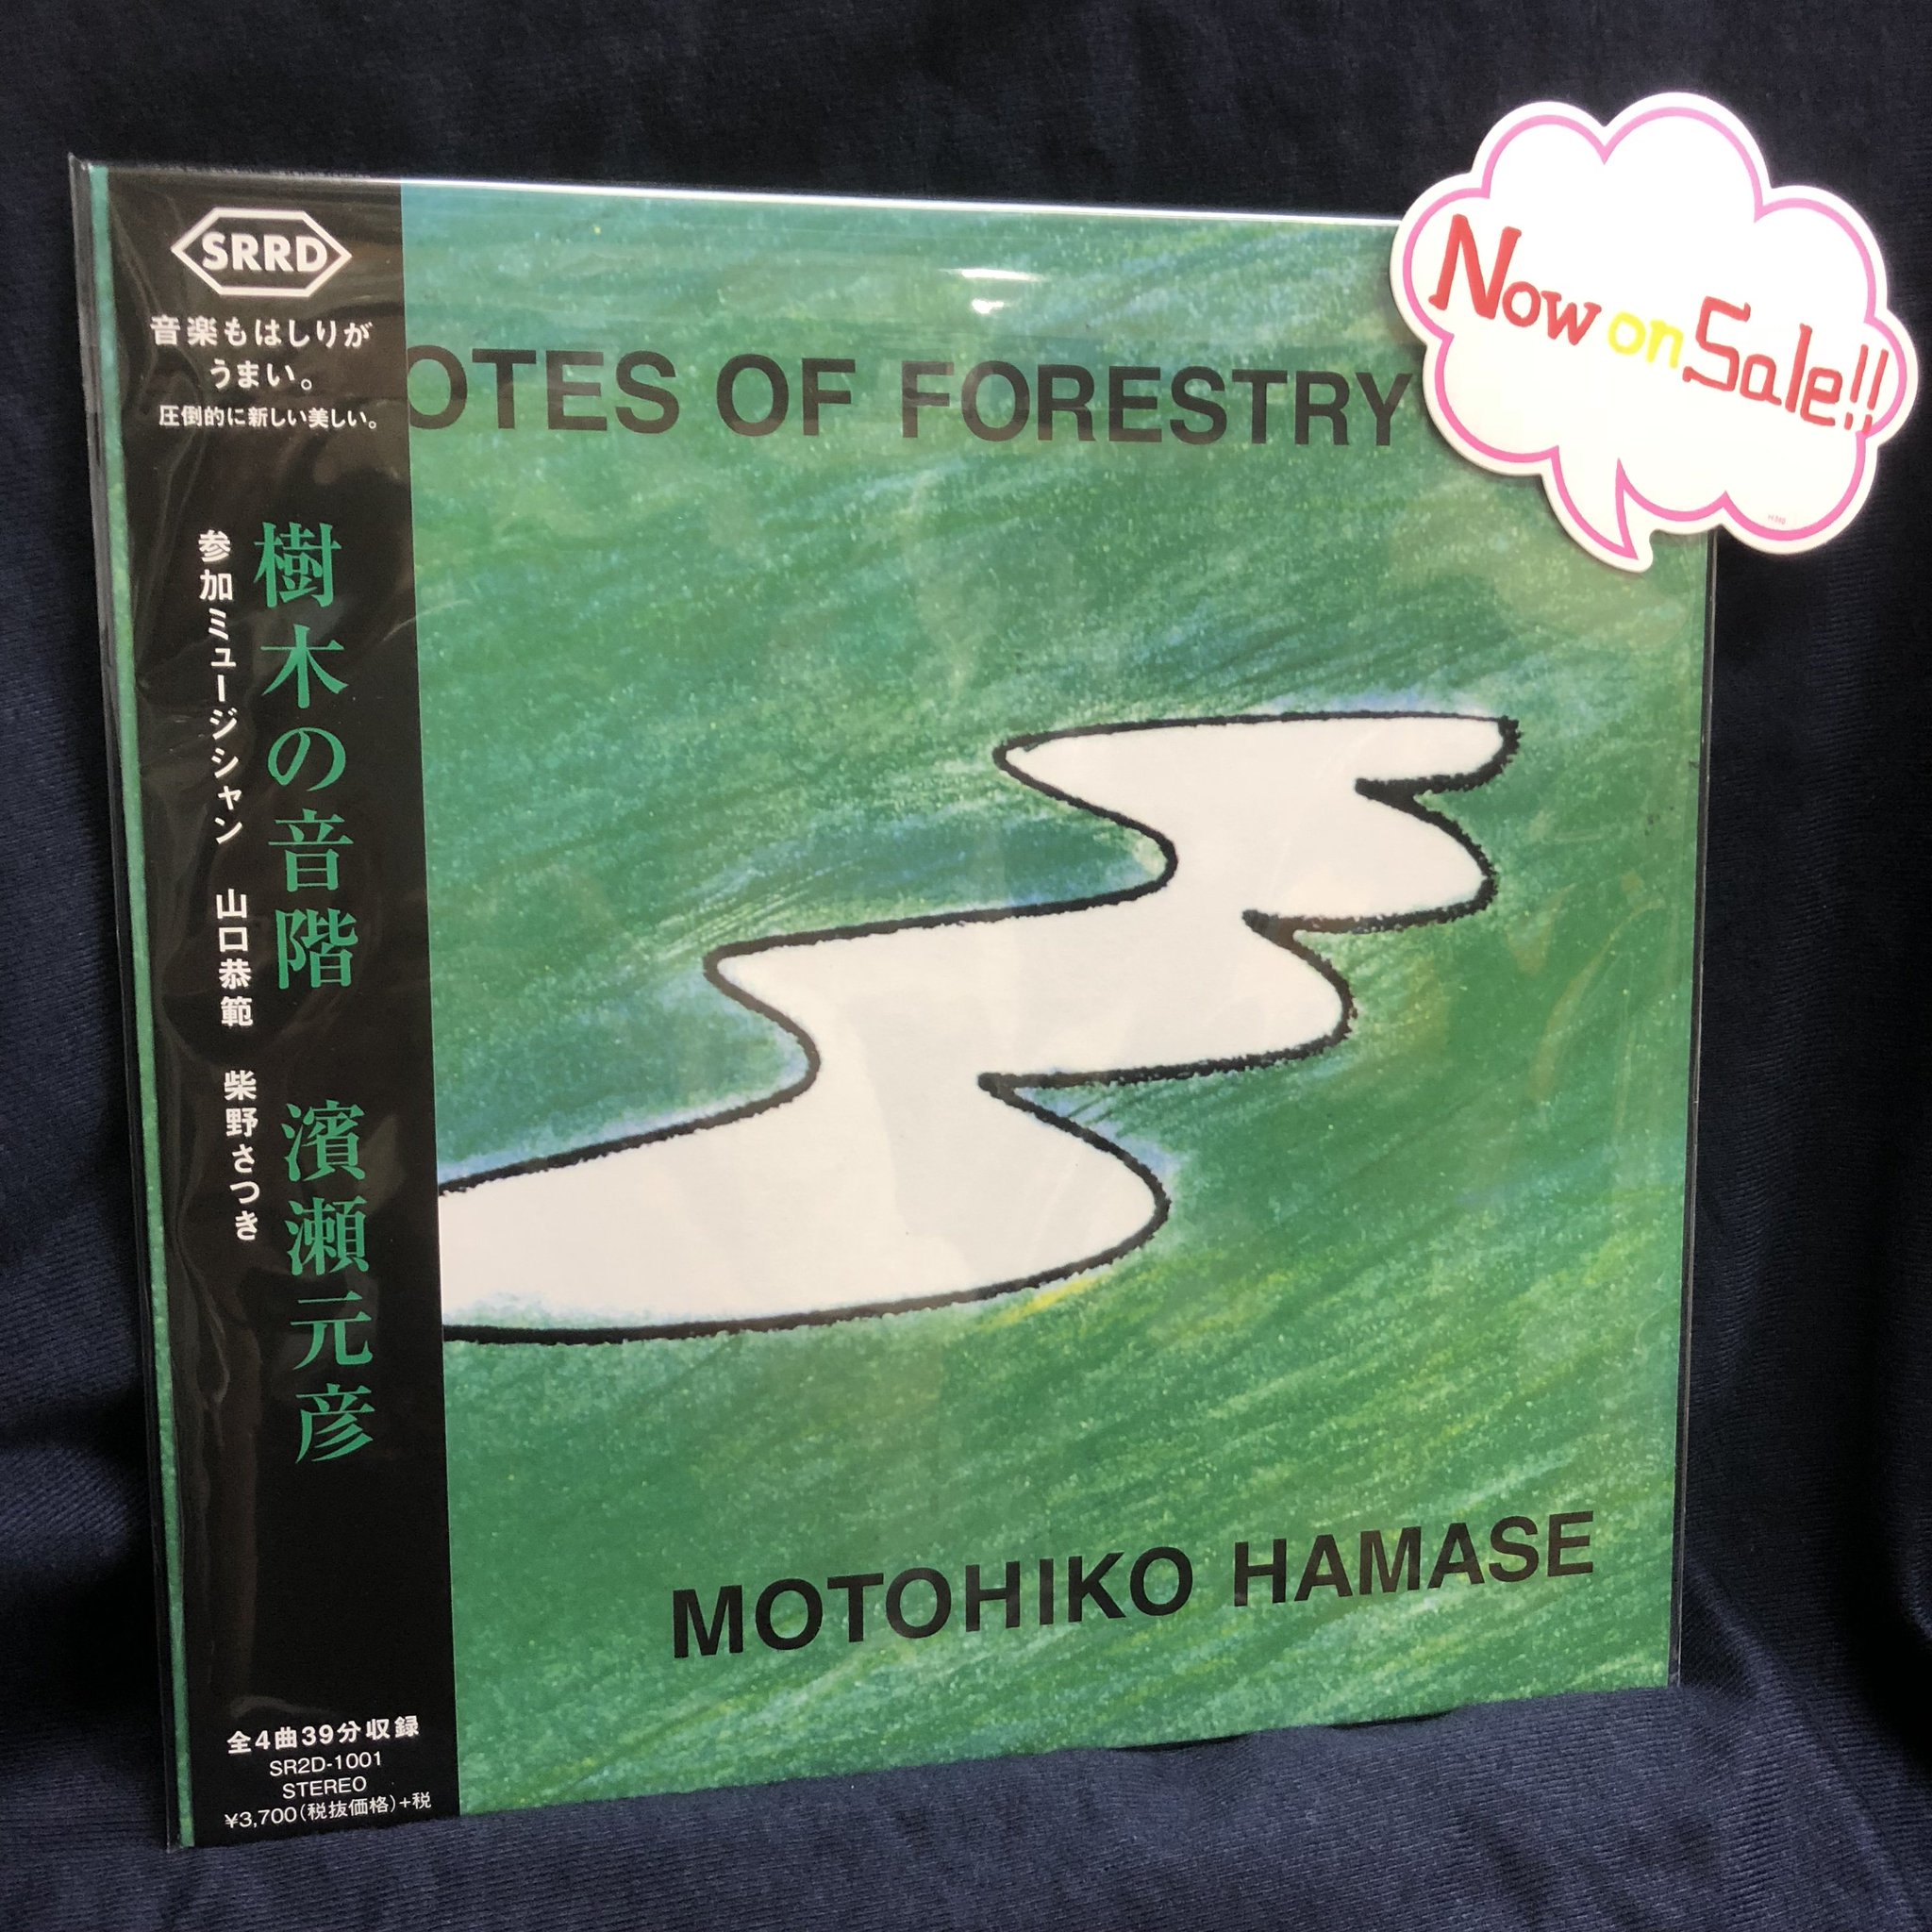 SRRD
音楽もはしりが
うまい。
圧倒的に新しい美しい。
樹木の音階 濱瀬元彦
参加ミュージシャン 山口恭範 柴野さつき
全4曲39分収録
SR2D-1001
STEREO
¥3,700(税抜価格)+税
OTES OF FORESTRY
MOTOHIKO HAMASE
Now on Sale!!